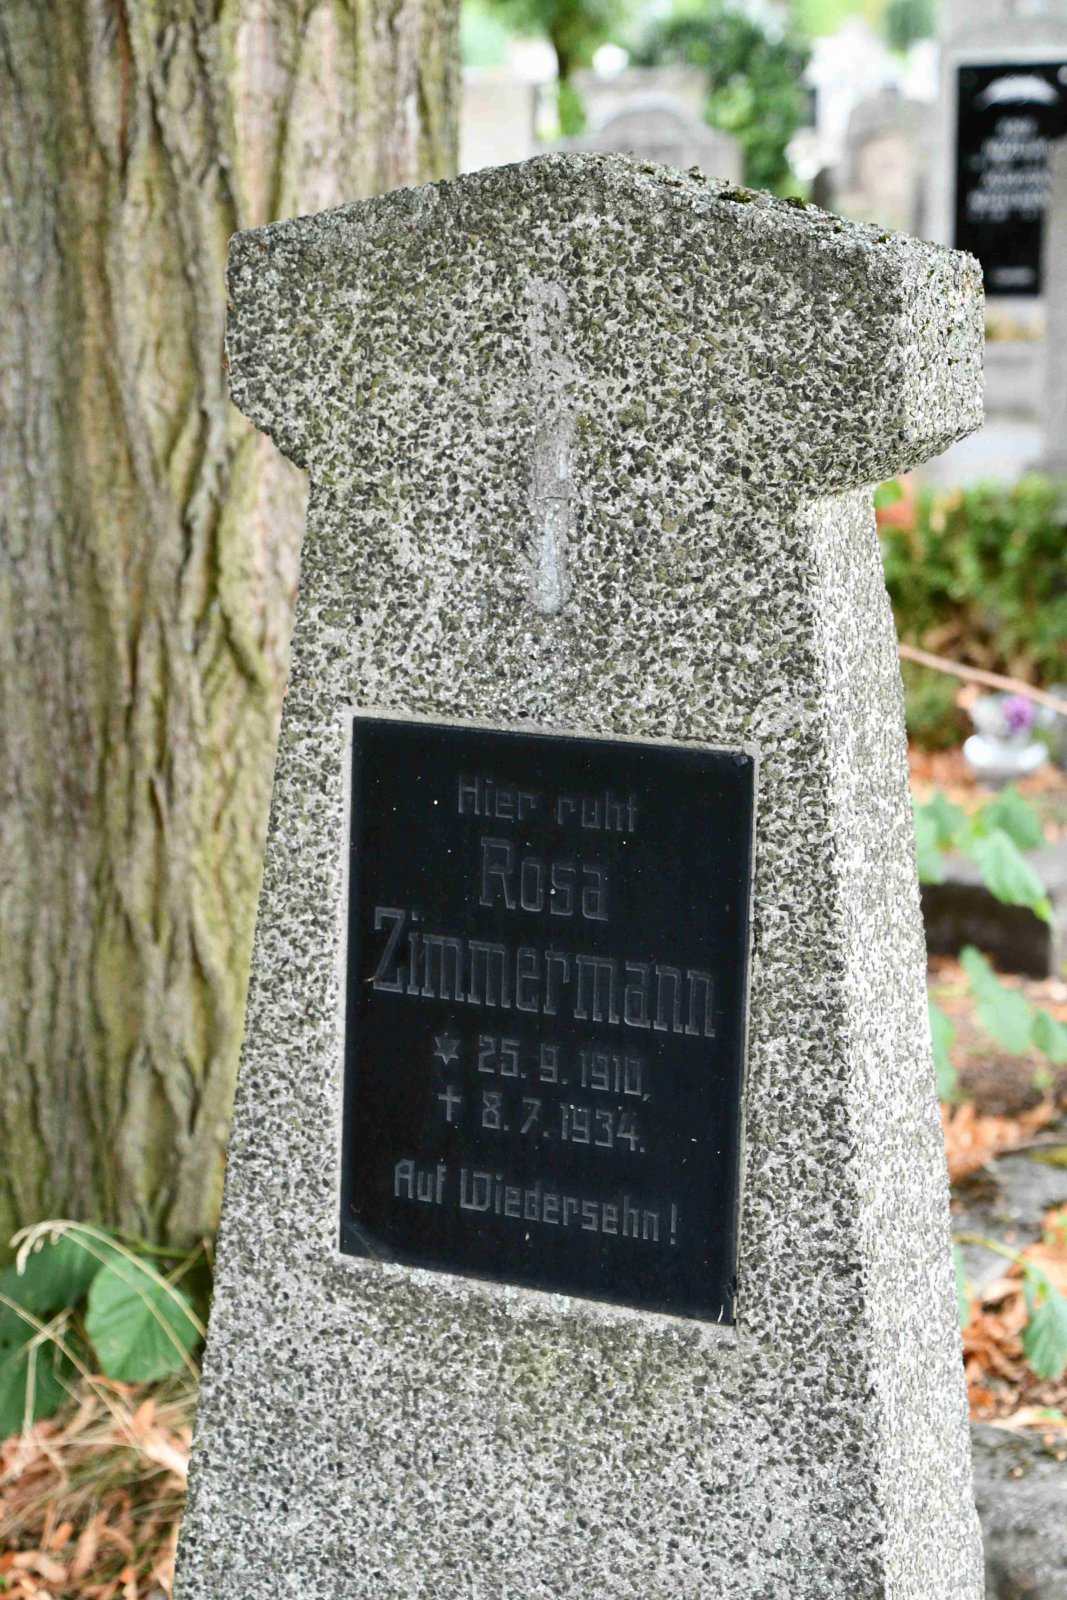 Hier ruht
Rosa
Zimmermann
* 25. 9. 1910,
✝ 8. 7. 1934.
Auf Wiedersehn!